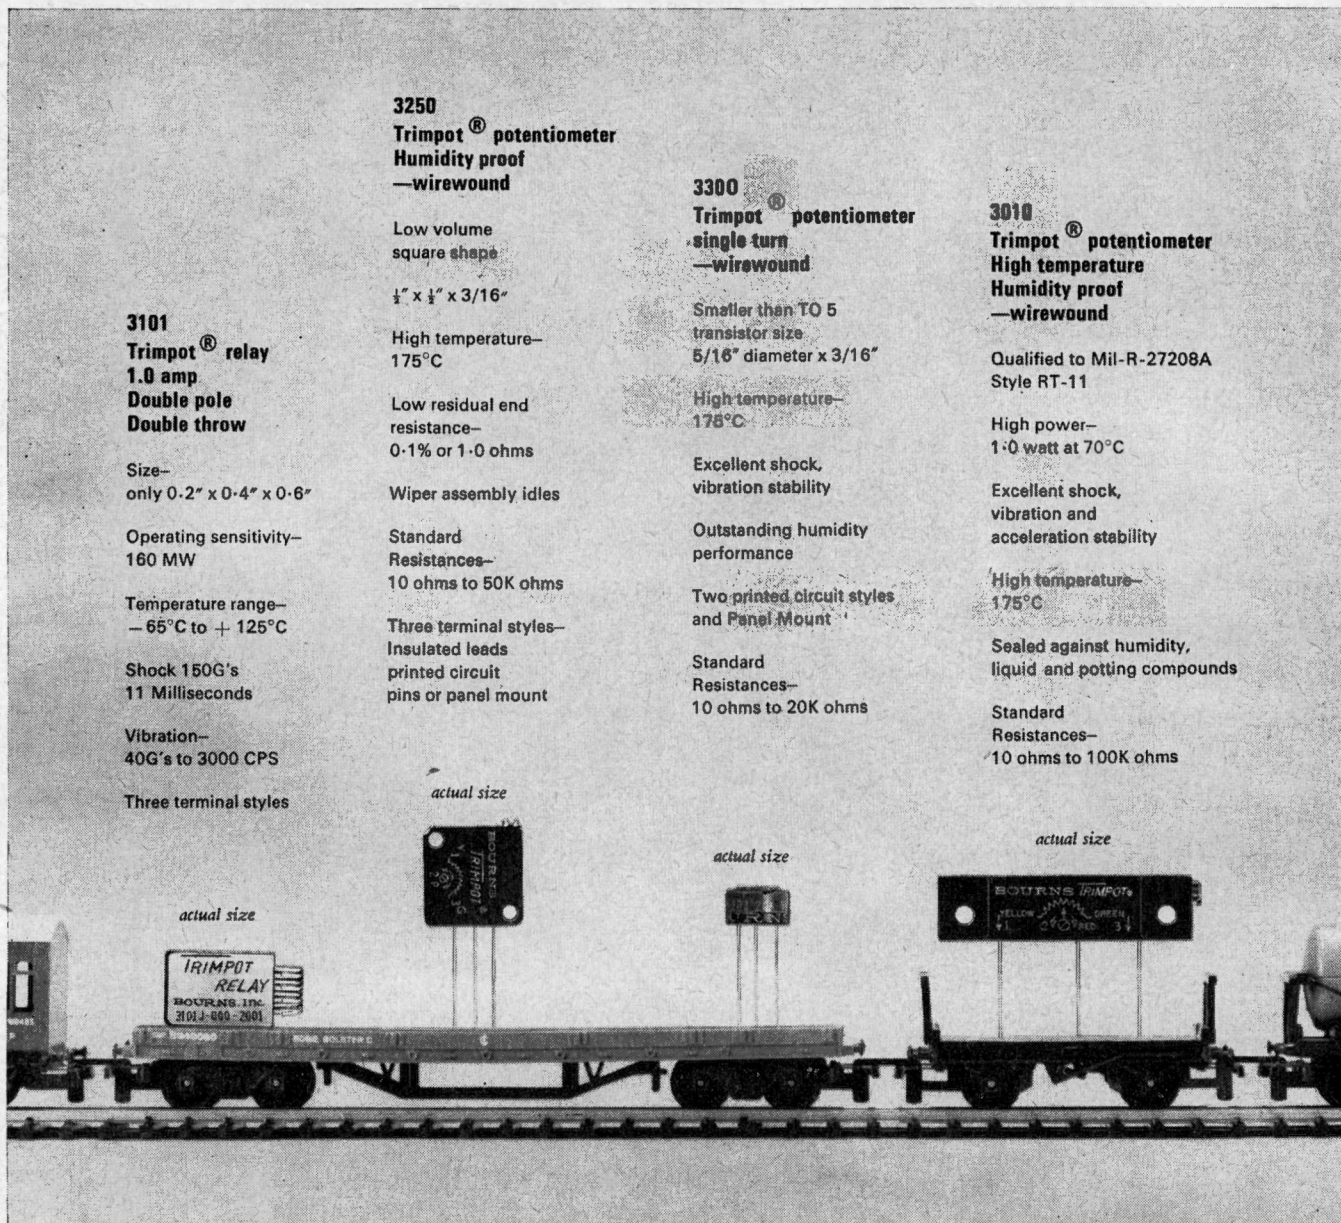 3101
Trimpot ® relay
1.0 amp
Double pole
Double throw
Size–
only 0·2″ x 0·4″ x 0·6″
Operating sensitivity–
160 MW
Temperature range–
– 65°C to + 125°C
Shock 150G's
11 Milliseconds
Vibration–
40G's to 3000 CPS
Three terminal styles
3250
Trimpot ® potentiometer
Humidity proof
—wirewound
Low volume
square shape
½″ x ½″ x 3/16″
High temperature–
175°C
Low residual end
resistance–
0·1% or 1·0 ohms
Wiper assembly idles
Standard
Resistances–
10 ohms to 50K ohms
Three terminal styles–
Insulated leads
printed circuit
pins or panel mount
3300
Trimpot ® potentiometer
single turn
—wirewound
Smaller than TO 5
transistor size
5/16″ diameter x 3/16″
High temperature–
175°C
Excellent shock,
vibration stability
Outstanding humidity
performance
Two printed circuit styles
and Panel Mount
Standard
Resistances–
10 ohms to 20K ohms
3010
Trimpot ® potentiometer
High temperature
Humidity proof
—wirewound
Qualified to Mil-R-27208A
Style RT-11
High power–
1·0 watt at 70°C
Excellent shock,
vibration and
acceleration stability
High temperature–
175°C
Sealed against humidity,
liquid and potting compounds
Standard
Resistances–
10 ohms to 100K ohms
actual size
actual size
actual size
actual size
TRIMPOT
RELAY
BOURNS, Inc.
3101J-000-2001
BOURNS
TRIMPOT
BOURNS TRIMPOT®
YELLOW GREEN
1 2 RED 3
BOLSTER C